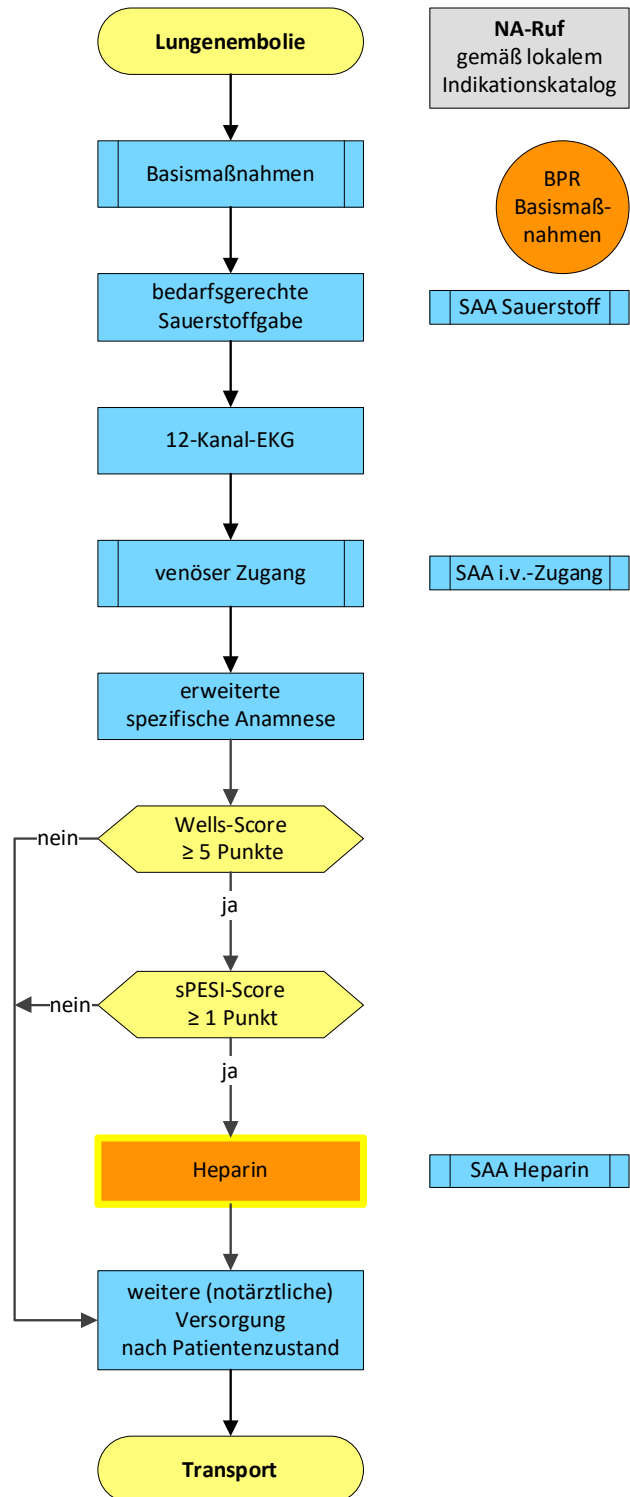 Lungenembolie
NA-Ruf
gemäß lokalem
Indikationskatalog
Basismaßnahmen
BPR
Basismaß-
nahmen
bedarfsgerechte
Sauerstoffgabe
SAA Sauerstoff
12-Kanal-EKG
venöser Zugang
SAA i.v.-Zugang
erweiterte
spezifische Anamnese
Wells-Score
≥ 5 Punkte
nein
ja
sPESI-Score
≥ 1 Punkt
nein
ja
Heparin
SAA Heparin
weitere (notärztliche)
Versorgung
nach Patientenzustand
Transport